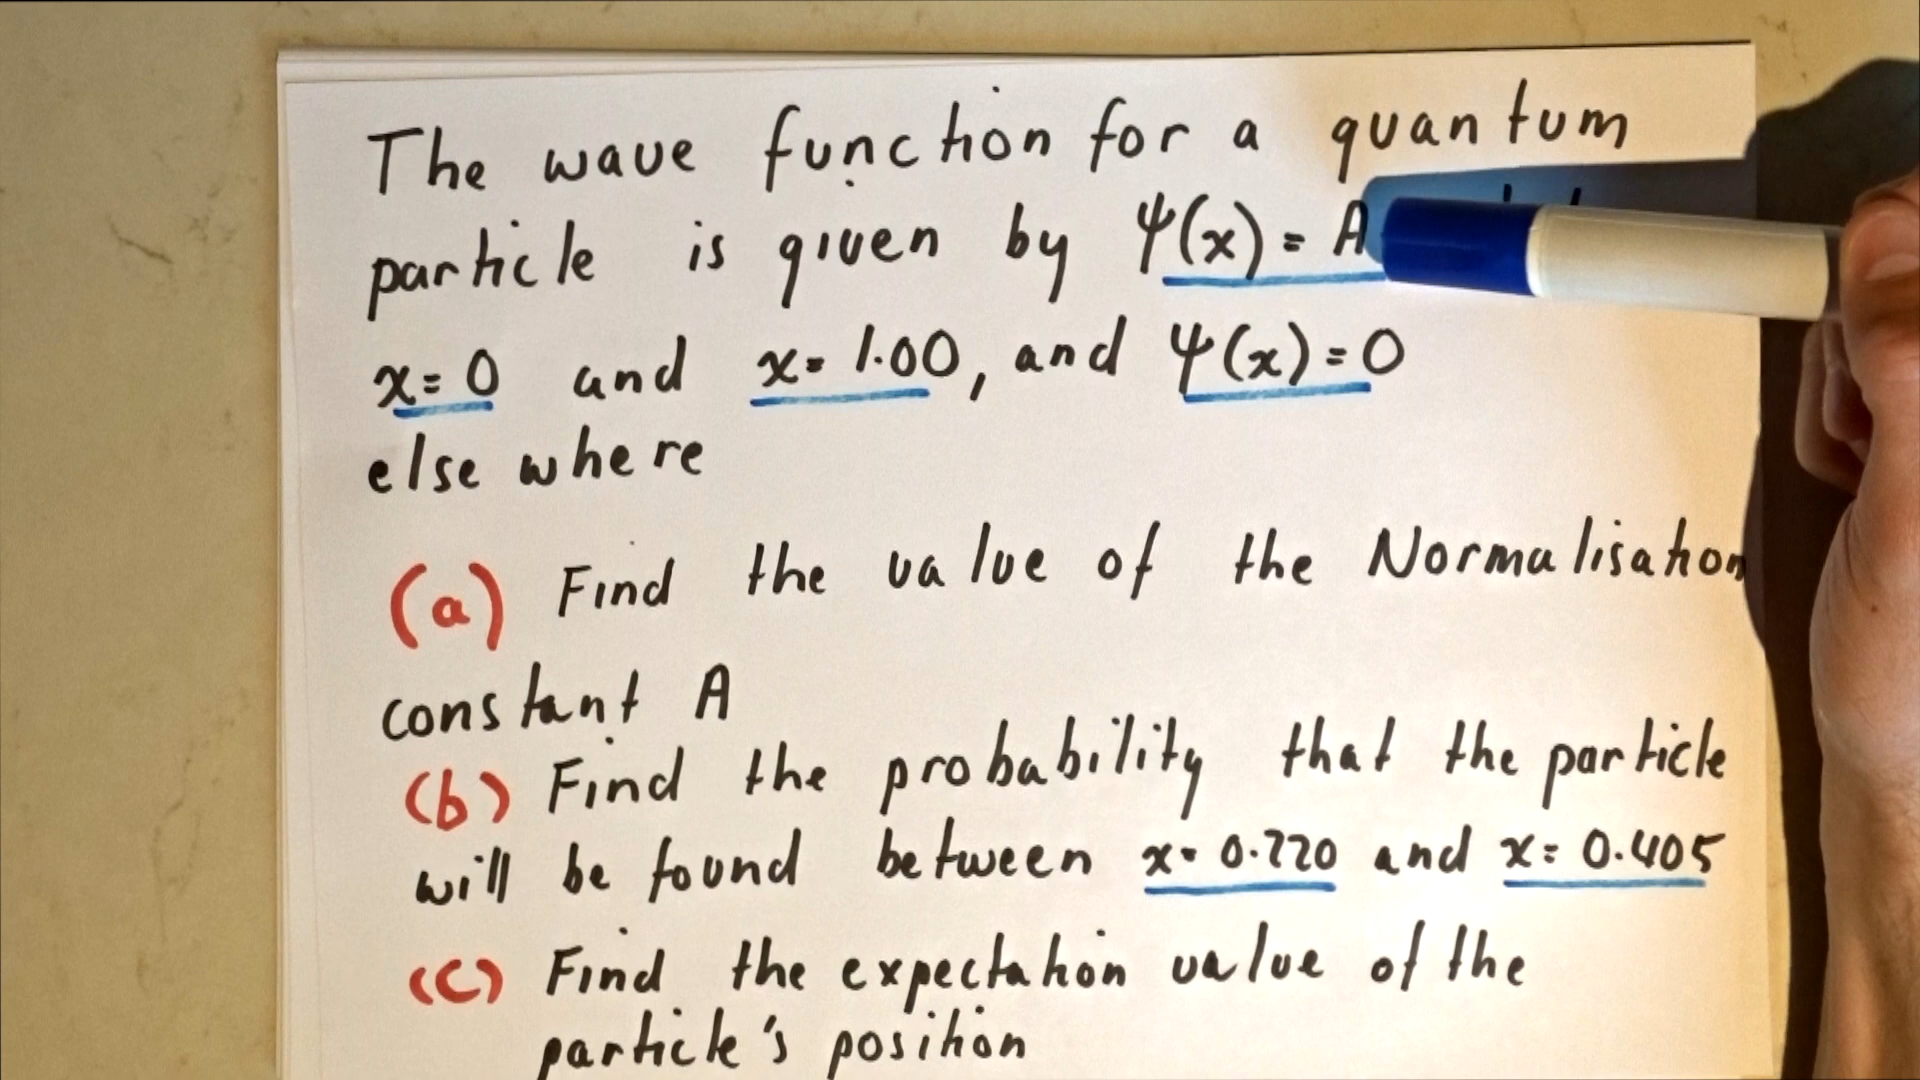 The wave function for a quantum
particle is given by ψ(x) = A
x = 0 and x = 1.00, and ψ(x) = 0
elsewhere
(a) Find the value of the Normalisation
constant A
(b) Find the probability that the particle
will be found between x = 0.220 and x = 0.405
(c) Find the expectation value of the
particle's position